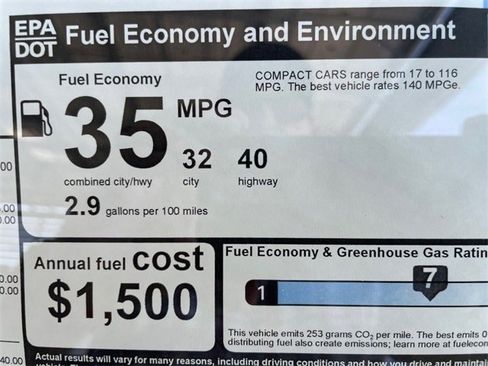 EPA
DOT
Fuel Economy and Environment
Fuel Economy
COMPACT CARS range from 17 to 116
MPG. The best vehicle rates 140 MPGe.
35 MPG
32 40
combined city/hwy city highway
2.9 gallons per 100 miles
Annual fuel cost
$1,500
Fuel Economy & Greenhouse Gas Ratin
7
1
This vehicle emits 253 grams CO2 per mile. The best emits 0
distributing fuel also create emissions; learn more at fuelecon
Actual results will vary for many reasons, including driving conditions and how you drive and maintain